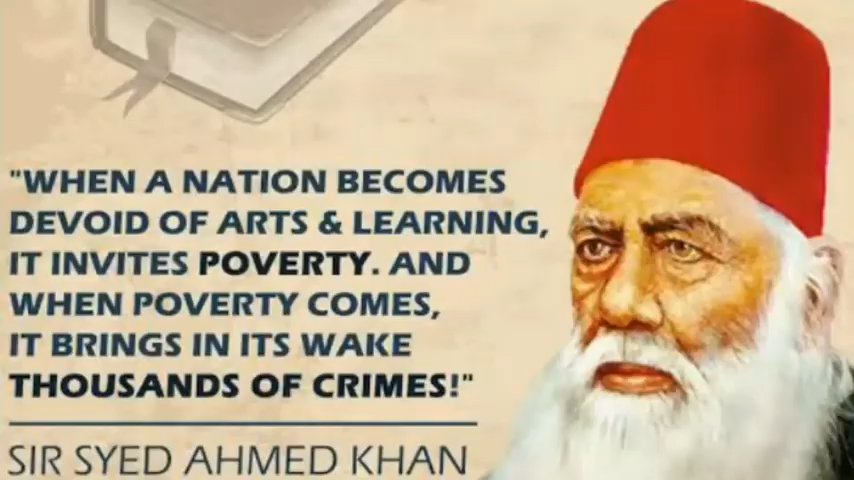 "WHEN A NATION BECOMES
DEVOID OF ARTS & LEARNING,
IT INVITES POVERTY. AND
WHEN POVERTY COMES,
IT BRINGS IN ITS WAKE
THOUSANDS OF CRIMES!"
SIR SYED AHMED KHAN